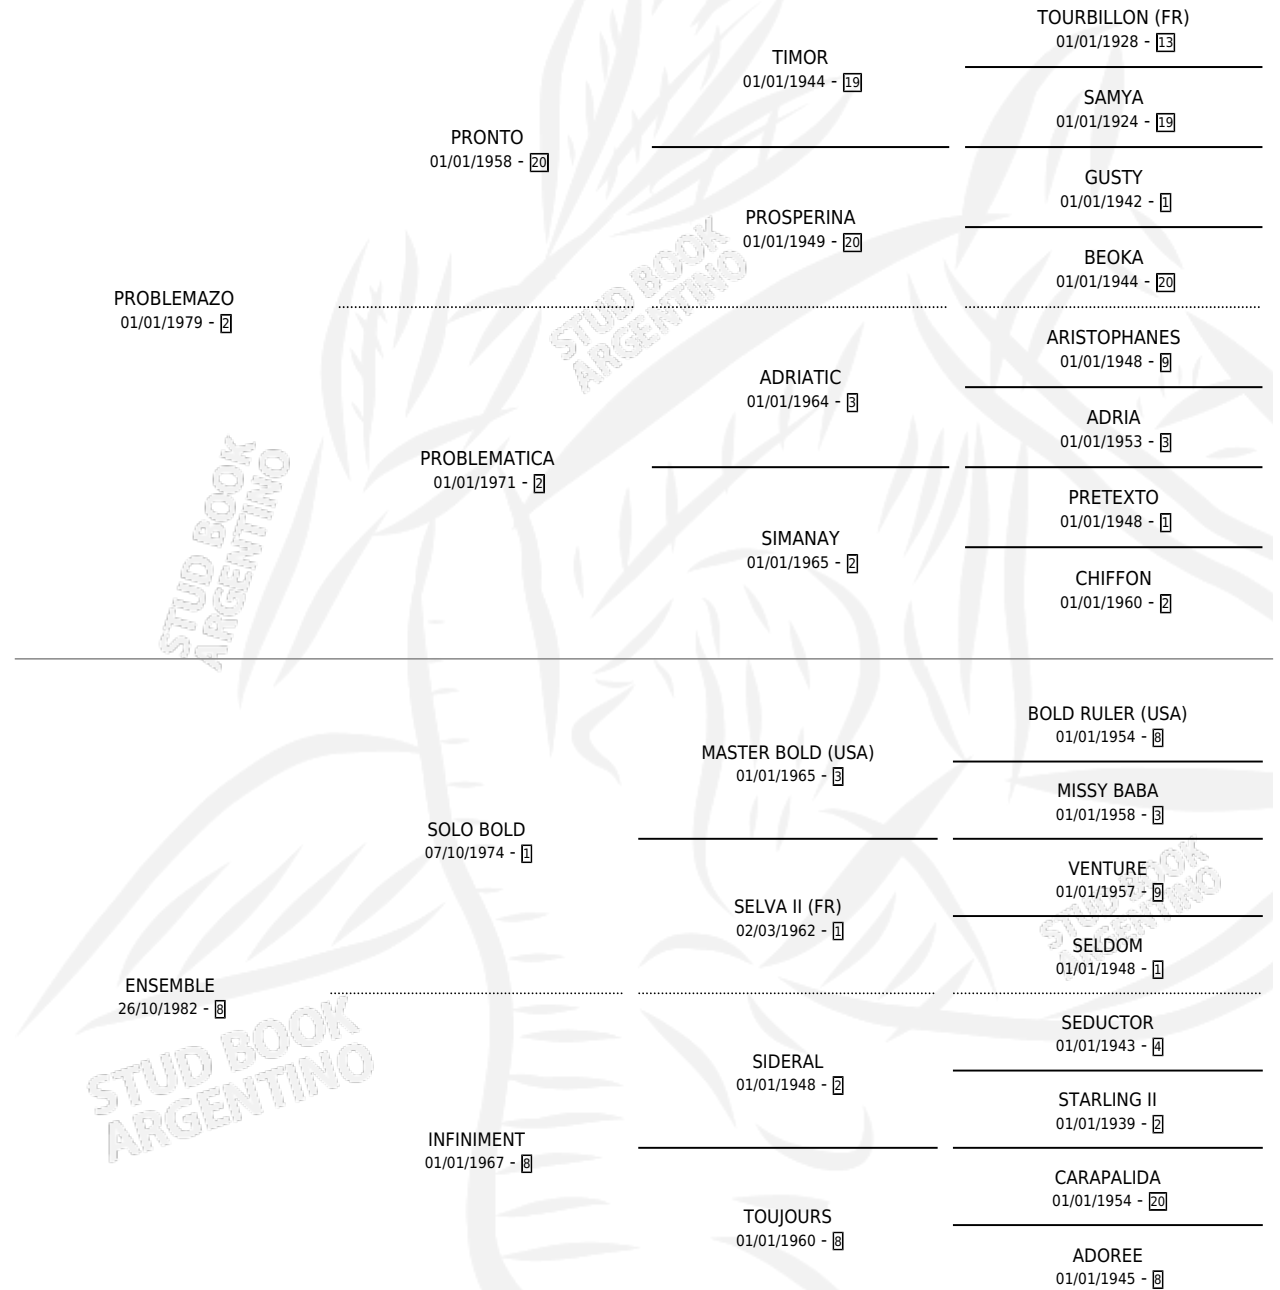 TOURBILLON (FR)
01/01/1928 - 13
TIMOR
01/01/1944 - 19
SAMYA
01/01/1924 - 19
PRONTO
01/01/1958 - 20
GUSTY
01/01/1942 - 1
PROSPERINA
01/01/1949 - 20
BEOKA
01/01/1944 - 20
PROBLEMAZO
01/01/1979 - 2
STUD BOOK
ARGENTINO
ARISTOPHANES
01/01/1948 - 9
ADRIATIC
01/01/1964 - 3
ADRIA
01/01/1953 - 3
PROBLEMATICA
01/01/1971 - 2
PRETEXTO
01/01/1948 - 1
SIMANAY
01/01/1965 - 2
CHIFFON
01/01/1960 - 2
STUD BOOK
ARGENTINO
BOLD RULER (USA)
01/01/1954 - 8
MASTER BOLD (USA)
01/01/1965 - 3
MISSY BABA
01/01/1958 - 3
SOLO BOLD
07/10/1974 - 1
VENTURE
01/01/1957 - 9
SELVA II (FR)
02/03/1962 - 1
STUD BOOK
ARGENTINO
SELDOM
01/01/1948 - 1
ENSEMBLE
26/10/1982 - 8
STUD BOOK
ARGENTINO
SEDUCTOR
01/01/1943 - 4
SIDERAL
01/01/1948 - 2
STARLING II
01/01/1939 - 2
INFINIMENT
01/01/1967 - 8
CARAPALIDA
01/01/1954 - 20
TOUJOURS
01/01/1960 - 8
ADOREE
01/01/1945 - 8